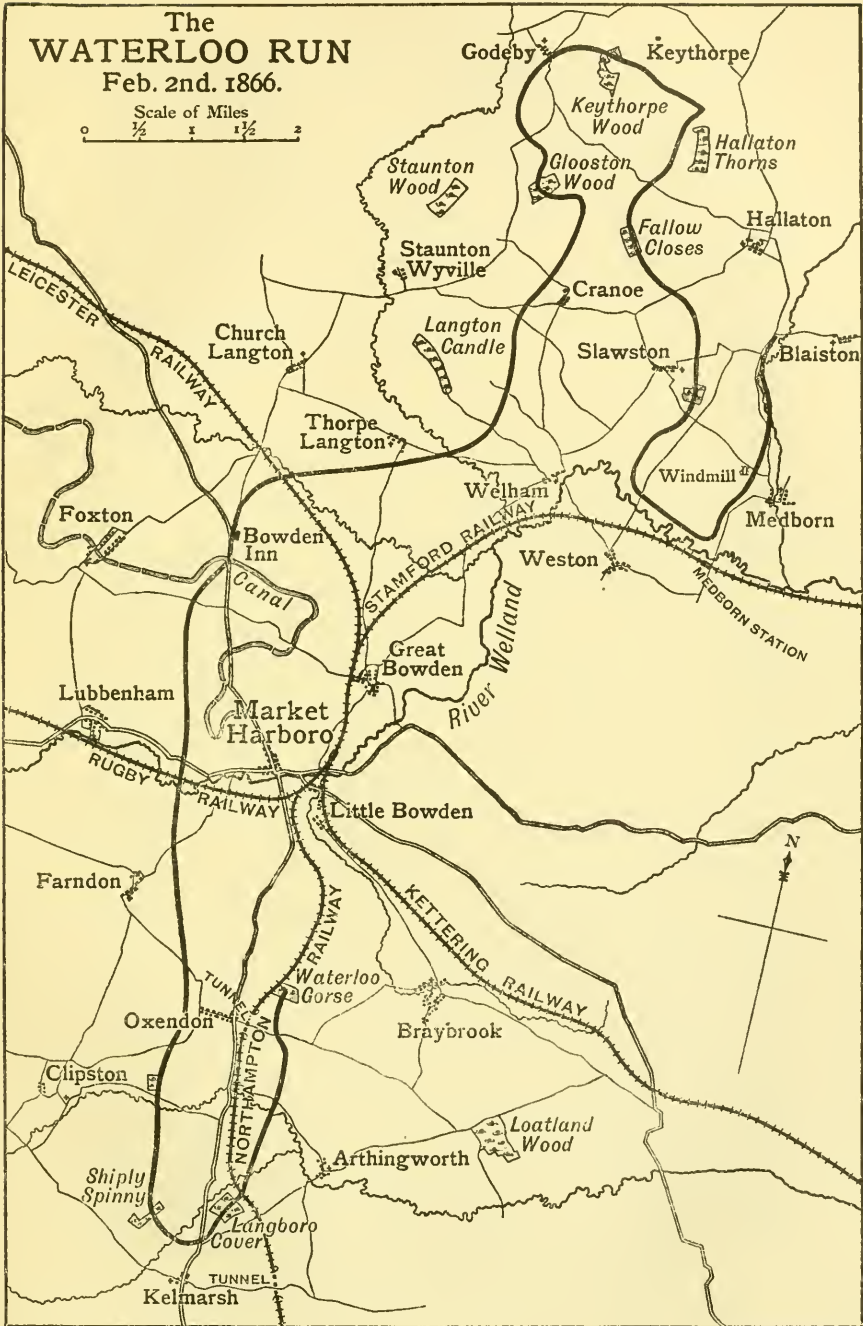 The
WATERLOO RUN
Feb. 2nd. 1866.
Scale of Miles
0 ½ 1 1½ 2
Godeby
Keythorpe
Keythorpe
Wood
Hallaton
Thorns
Staunton
Wood
Glooston
Wood
Fallow
Closes
Hallaton
Staunton
Wyville
Cranoe
LEICESTER
RAILWAY
Church
Langton
Langton
Candle
Slawston
Blaiston
Thorpe
Langton
Welham
Windmill
Medborn
Foxton
Bowden
Inn
Canal
STAMFORD RAILWAY
Weston
MEDBORN STATION
River Welland
Great
Bowden
Lubbenham
Market
Harboro
RUGBY
RAILWAY
Little Bowden
N
Farndon
RAILWAY
KETTERING
RAILWAY
TUNNEL
Waterloo
Gorse
Oxendon
Braybrook
NORTHAMPTON
Clipston
Loatland
Wood
Arthingworth
Shiply
Spinny
Langboro
Cover
TUNNEL
Kelmarsh